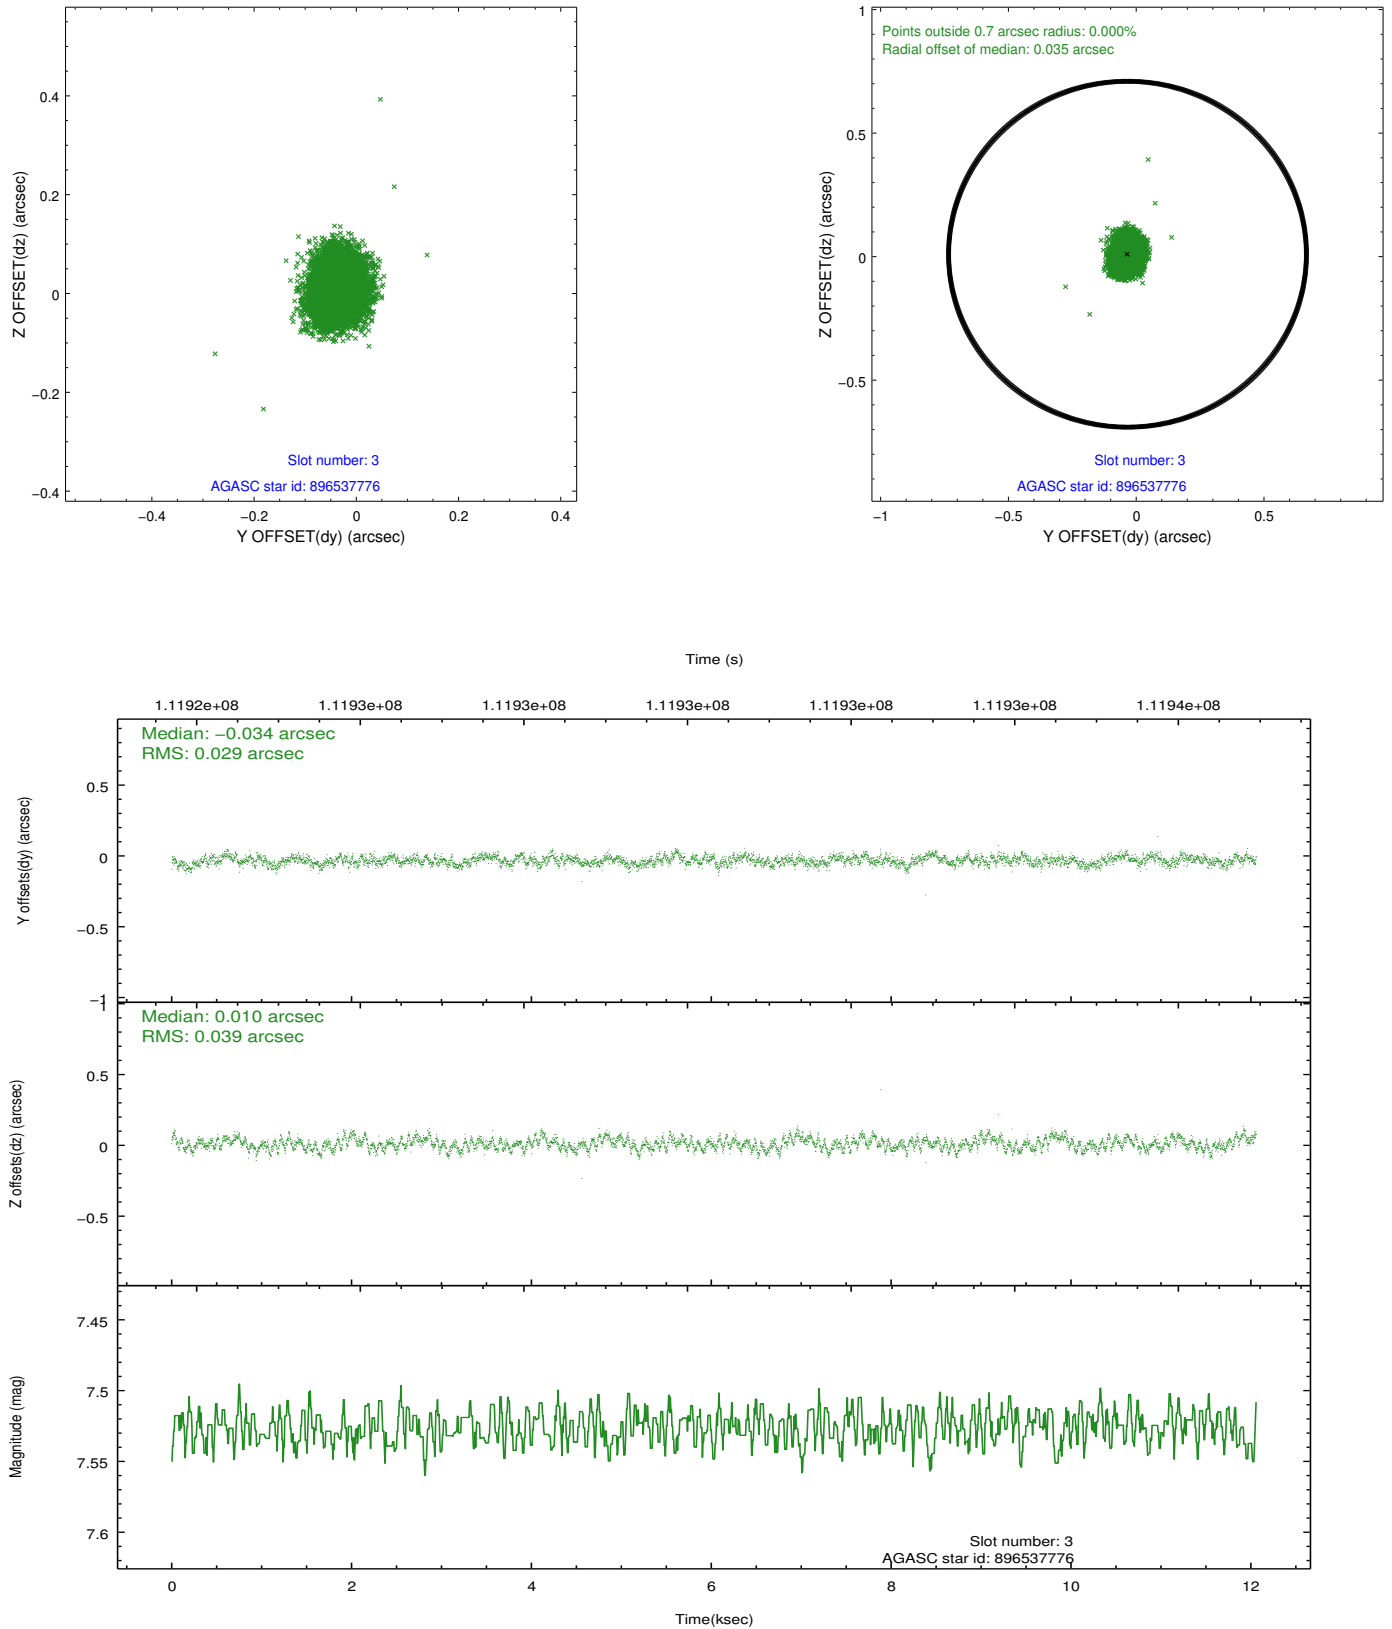 0.4
0.2
0
−0.2
−0.4
Z OFFSET(dz) (arcsec)
Slot number: 3
AGASC star id: 896537776
−0.4 −0.2 0 0.2 0.4
Y OFFSET(dy) (arcsec)
1
0.5
0
−0.5
Z OFFSET(dz) (arcsec)
Points outside 0.7 arcsec radius: 0.000%
Radial offset of median: 0.035 arcsec
Slot number: 3
AGASC star id: 896537776
−1 −0.5 0 0.5
Y OFFSET(dy) (arcsec)
Time (s)
1.1192e+08 1.1193e+08 1.1193e+08 1.1193e+08 1.1193e+08 1.1193e+08 1.1194e+08
Median: −0.034 arcsec
RMS: 0.029 arcsec
0.5
0
−0.5
−1
Y offsets(dy) (arcsec)
1
Median: 0.010 arcsec
RMS: 0.039 arcsec
0.5
0
−0.5
Z offsets(dz) (arcsec)
7.45
7.5
7.55
7.6
Magnitude (mag)
Slot number: 3
AGASC star id: 896537776
0 2 4 6 8 10 12
Time(ksec)